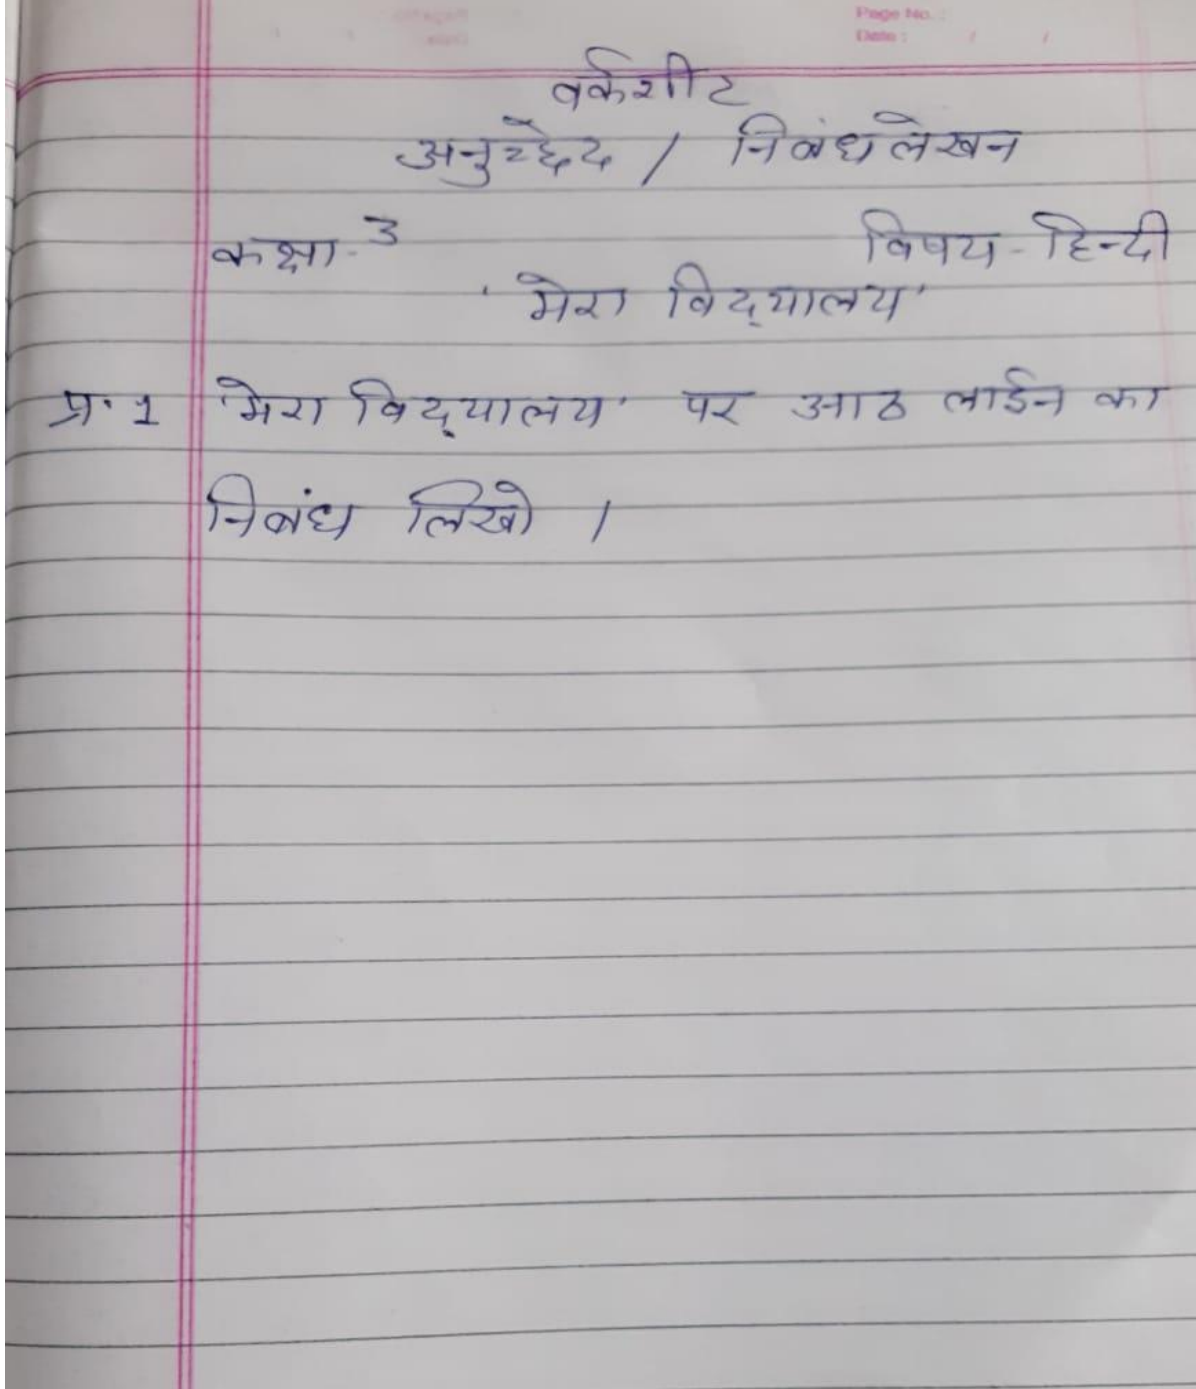 Page No. :
Date : / /
वर्कशीट
अनुच्छेद / निबंध लेखन
कक्षा - 3 विषय - हिन्दी
'मेरा विद्‌यालय'
प्र. 1 'मेरा विद्‌यालय' पर आठ लाईन का
निबंध लिखो ।